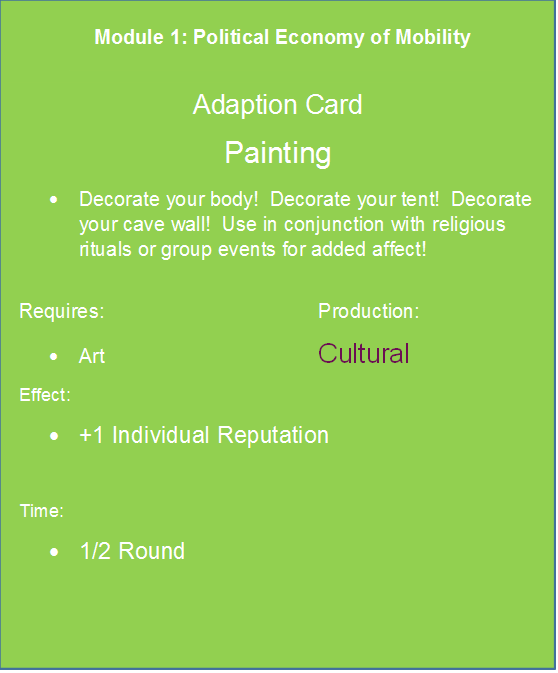 Module 1: Political Economy of Mobility
Adaption Card
Painting
• Decorate your body!  Decorate your tent!  Decorate
your cave wall!  Use in conjunction with religious
rituals or group events for added affect!
Requires:
• Art
Production:
Cultural
Effect:
• +1 Individual Reputation
Time:
• 1/2 Round